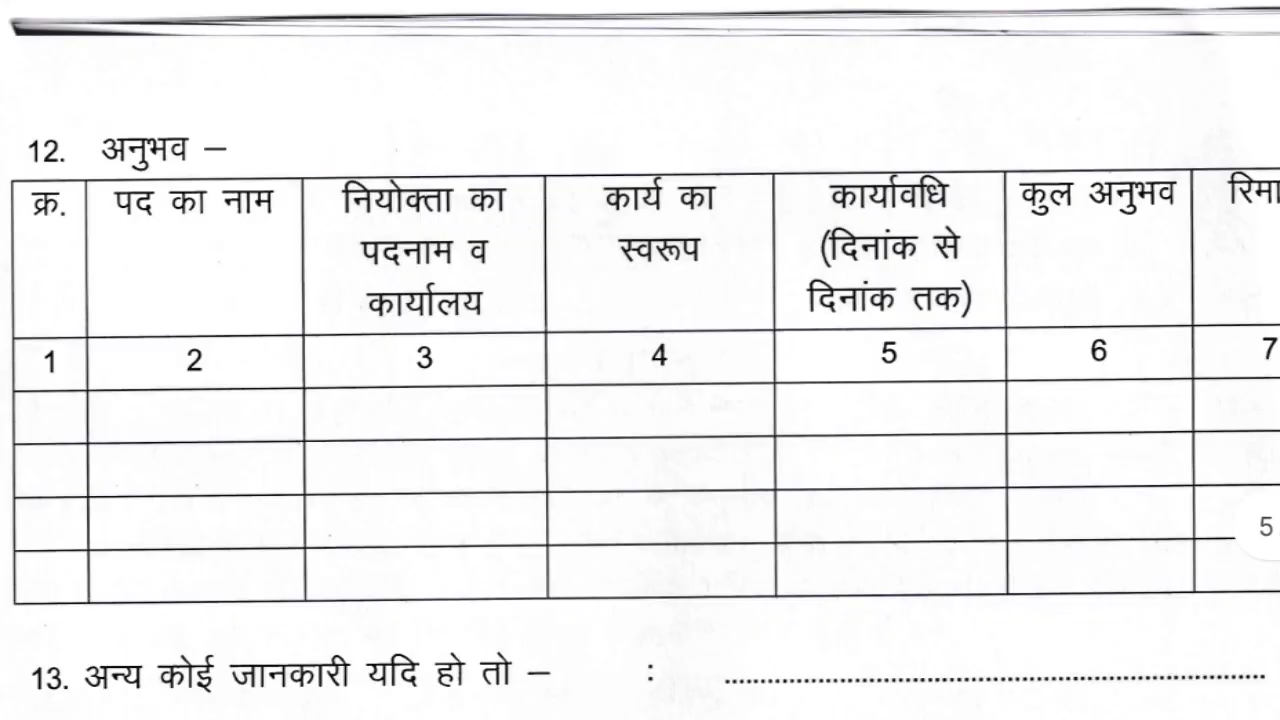 12. अनुभव –
क्र. पद का नाम नियोक्ता का पदनाम व कार्यालय कार्य का स्वरूप कार्यावधि (दिनांक से दिनांक तक) कुल अनुभव रिमा
1 2 3 4 5 6 7
5
13. अन्य कोई जानकारी यदि हो तो – : ......................................................................